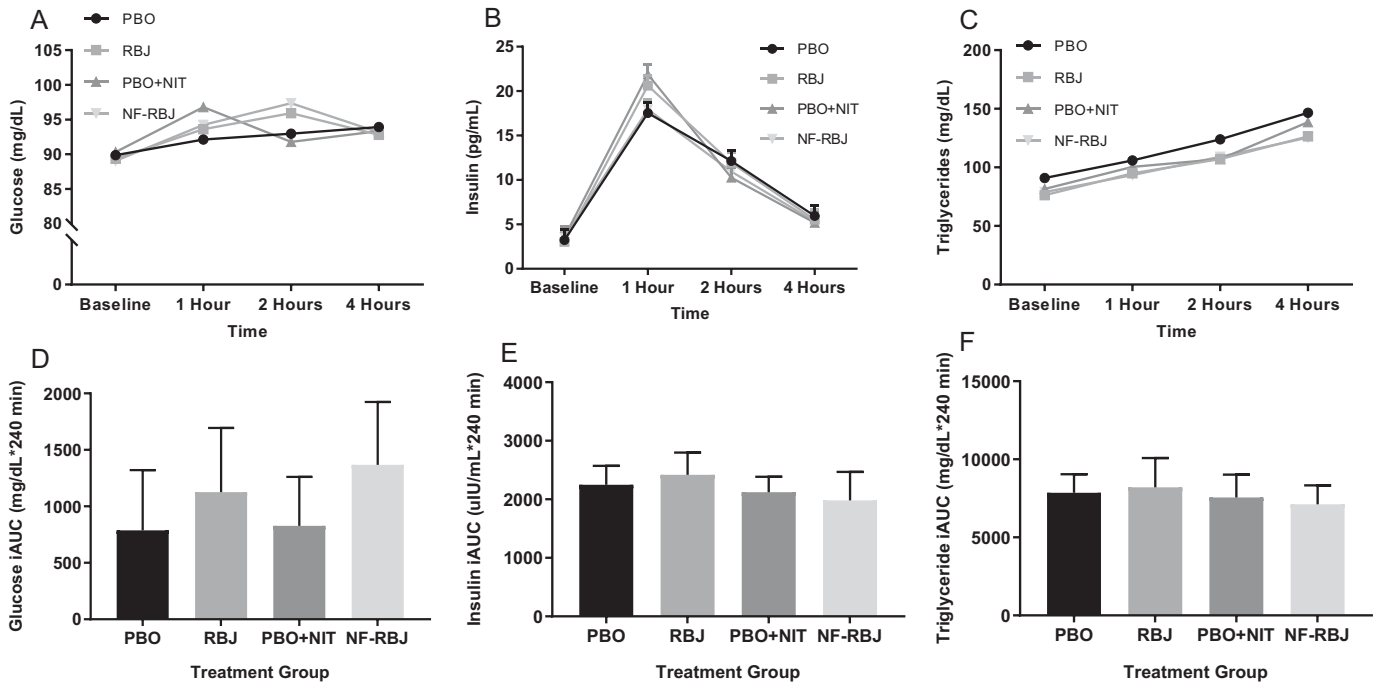 A
PBO
RBJ
PBO+NIT
NF-RBJ
Glucose (mg/dL)
105
100
95
90
85
80
0
Baseline
1 Hour
2 Hours
4 Hours
Time
B
PBO
RBJ
PBO+NIT
NF-RBJ
Insulin (pg/mL)
25
20
15
10
5
0
Baseline
1 Hour
2 Hours
4 Hours
Time
C
PBO
RBJ
PBO+NIT
NF-RBJ
Triglycerides (mg/dL)
200
150
100
50
0
Baseline
1 Hour
2 Hours
4 Hours
Time
D
Glucose iAUC (mg/dL*240 min)
2000
1500
1000
500
0
PBO
RBJ
PBO+NIT
NF-RBJ
Treatment Group
E
Insulin iAUC (uIU/mL*240 min)
4000
3000
2000
1000
0
PBO
RBJ
PBO+NIT
NF-RBJ
Treatment Group
F
Triglyceride iAUC (mg/dL*240 min)
15000
10000
5000
0
PBO
RBJ
PBO+NIT
NF-RBJ
Treatment Group